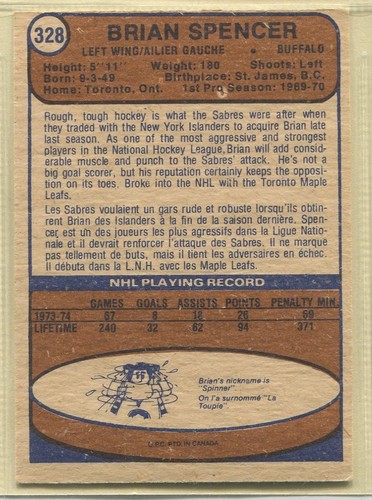 328 BRIAN SPENCER
LEFT WING/AILIER GAUCHE • BUFFALO
Height: 5'11" Weight: 180 Shoots: Left
Born: 9-3-49 Birthplace: St. James, B.C.
Home: Toronto, Ont. 1st Pro Season: 1969-70
Rough, tough hockey is what the Sabres were after when
they traded with the New York Islanders to acquire Brian late
last season. As one of the most aggressive and strongest
players in the National Hockey League, Brian will add consid-
erable muscle and punch to the Sabres' attack. He's not a
big goal scorer, but his reputation certainly keeps the opposi-
tion on its toes. Broke into the NHL with the Toronto Maple
Leafs.
Les Sabres voulaient un gars rude et robuste lorsqu'ils obtin-
rent Brian des Islanders à la fin de la saison dernière. Spen-
cer est un des joueurs les plus agressifs dans la Ligue Natio-
nale et il devrait renforcer l'attaque des Sabres. Il ne marque
pas tellement de buts, mais il tient les adversaires en échec.
Il débuta dans la L.N.H. avec les Maple Leafs.
NHL PLAYING RECORD
GAMES GOALS ASSISTS POINTS PENALTY MIN.
1973-74 67 8 18 26 69
LIFETIME 240 32 62 94 371
Brian's nickname is
"Spinner".
On l'a surnommé "La
Toupie".
CANADA